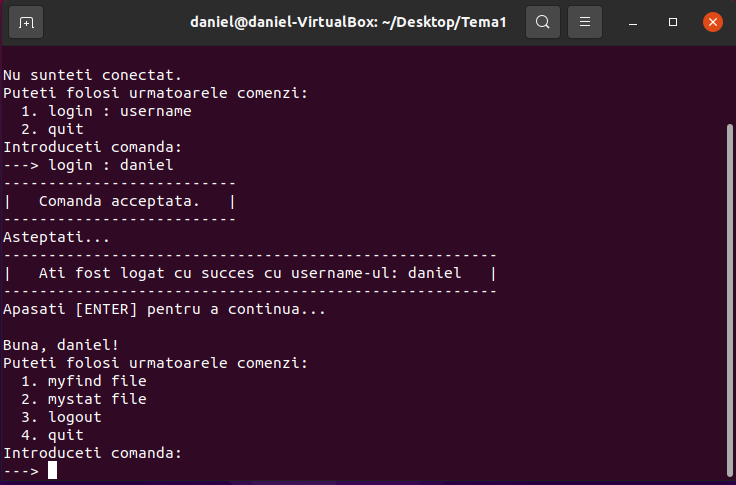 daniel@daniel-VirtualBox: ~/Desktop/Tema1
Nu sunteti conectat.
Puteti folosi urmatoarele comenzi:
  1. login : username
  2. quit
Introduceti comanda:
---> login : daniel
--------------------------
|   Comanda acceptata.   |
--------------------------
Asteptati...
-------------------------------------------------------
|   Ati fost logat cu succes cu username-ul: daniel   |
-------------------------------------------------------
Apasati [ENTER] pentru a continua...
Buna, daniel!
Puteti folosi urmatoarele comenzi:
  1. myfind file
  2. mystat file
  3. logout
  4. quit
Introduceti comanda:
--->